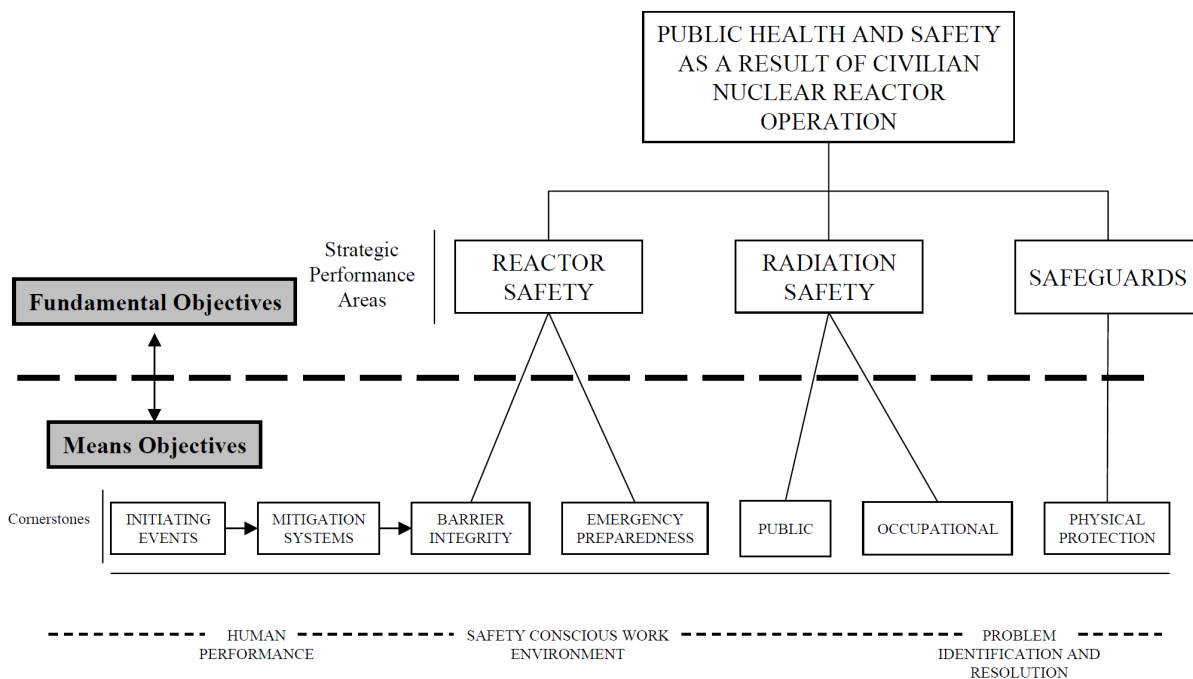 PUBLIC HEALTH AND SAFETY
AS A RESULT OF CIVILIAN
NUCLEAR REACTOR
OPERATION
Strategic
Performance
Areas
REACTOR
SAFETY
RADIATION
SAFETY
SAFEGUARDS
Fundamental Objectives
Means Objectives
Cornerstones
INITIATING
EVENTS
MITIGATION
SYSTEMS
BARRIER
INTEGRITY
EMERGENCY
PREPAREDNESS
PUBLIC
OCCUPATIONAL
PHYSICAL
PROTECTION
HUMAN
PERFORMANCE
SAFETY CONSCIOUS WORK
ENVIRONMENT
PROBLEM
IDENTIFICATION AND
RESOLUTION